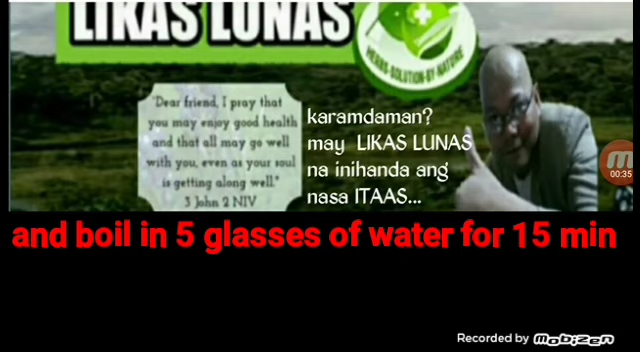 LIKAS LUNAS
HERBS-SOLUTION-BY-NATURE
"Dear friend, I pray that
you may enjoy good health
and that all may go well
with you, even as your soul
is getting along well."
3 John 2 NIV
karamdaman?
may LIKAS LUNAS
na inihanda ang
nasa ITAAS...
00:35
and boil in 5 glasses of water for 15 min
Recorded by Mobizen